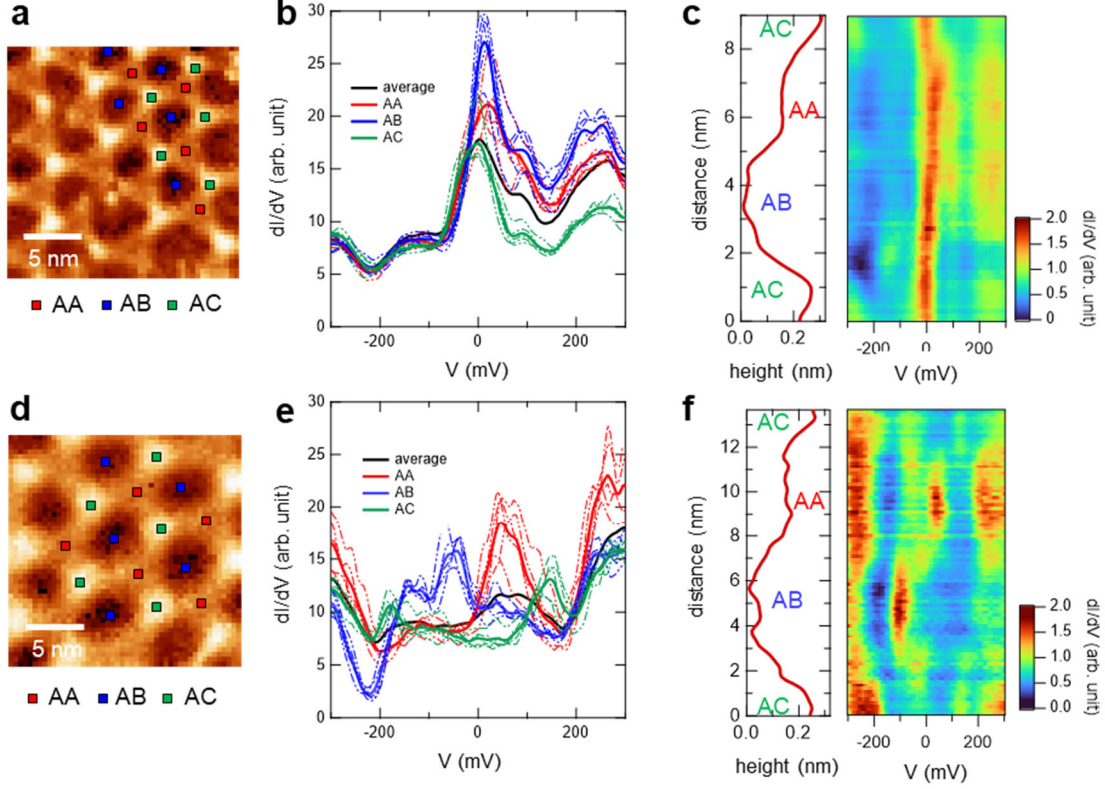 a
5 nm
AA AB AC
b
30
25
20
15
10
5
0
dI/dV (arb. unit)
average
AA
AB
AC
-200 0 200
V (mV)
c
8
6
4
2
0
distance (nm)
AC
AA
AB
AC
0.0 0.2
height (nm)
-200 0 200
V (mV)
2.0
1.5
1.0
0.5
0
dI/dV (arb. unit)
d
5 nm
AA AB AC
e
30
25
20
15
10
5
0
dI/dV (arb. unit)
average
AA
AB
AC
-200 0 200
V (mV)
f
12
10
8
6
4
2
0
distance (nm)
AC
AA
AB
AC
0.0 0.2
height (nm)
-200 0 200
V (mV)
2.0
1.5
1.0
0.5
0.0
dI/dV (arb. unit)